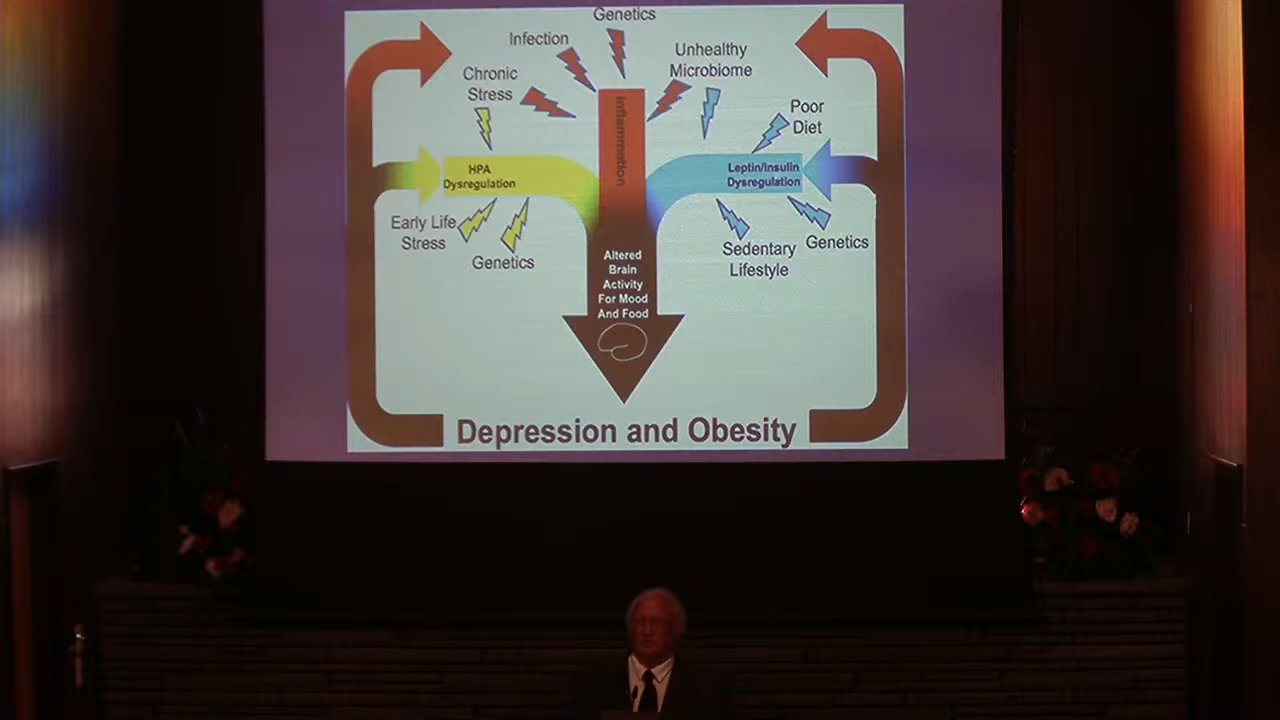 Genetics
Infection
Unhealthy
Microbiome
Chronic
Stress
Poor
Diet
Inflammation
HPA
Dysregulation
Leptin/Insulin
Dysregulation
Early Life
Stress
Genetics
Sedentary
Lifestyle
Genetics
Altered
Brain
Activity
For Mood
And Food
Depression and Obesity